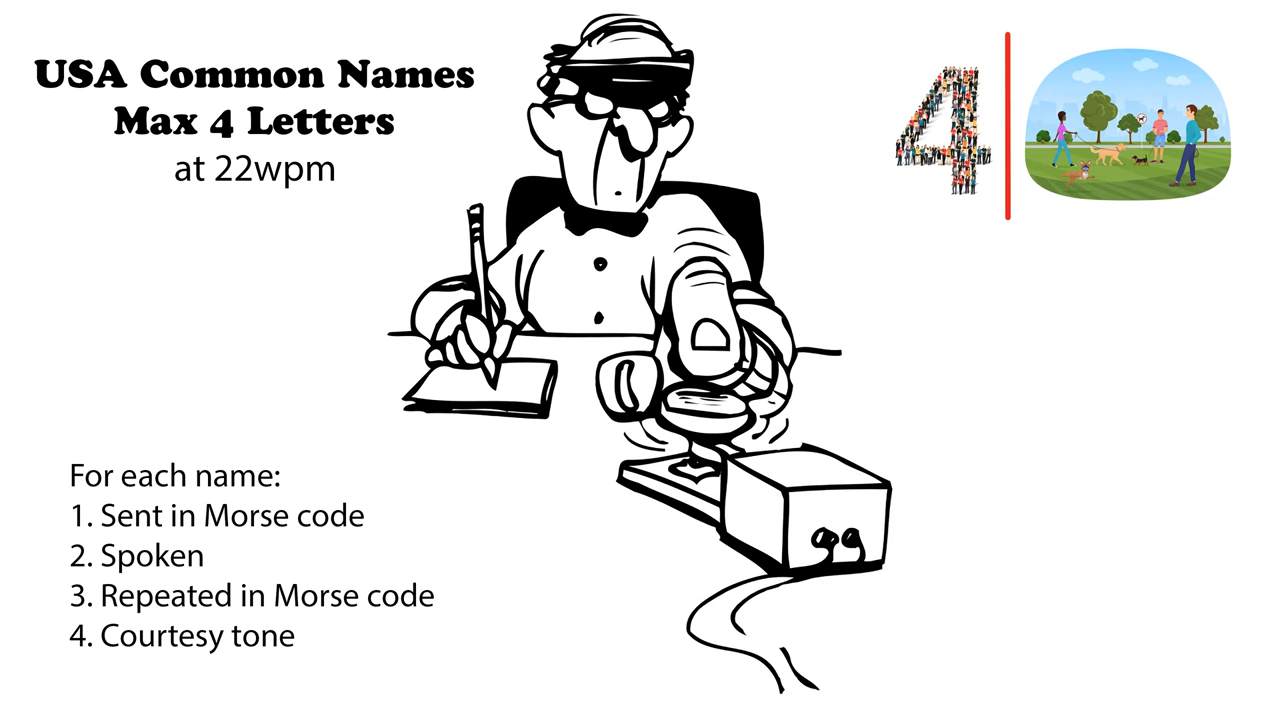 USA Common Names
Max 4 Letters
at 22wpm
4
For each name:
1. Sent in Morse code
2. Spoken
3. Repeated in Morse code
4. Courtesy tone